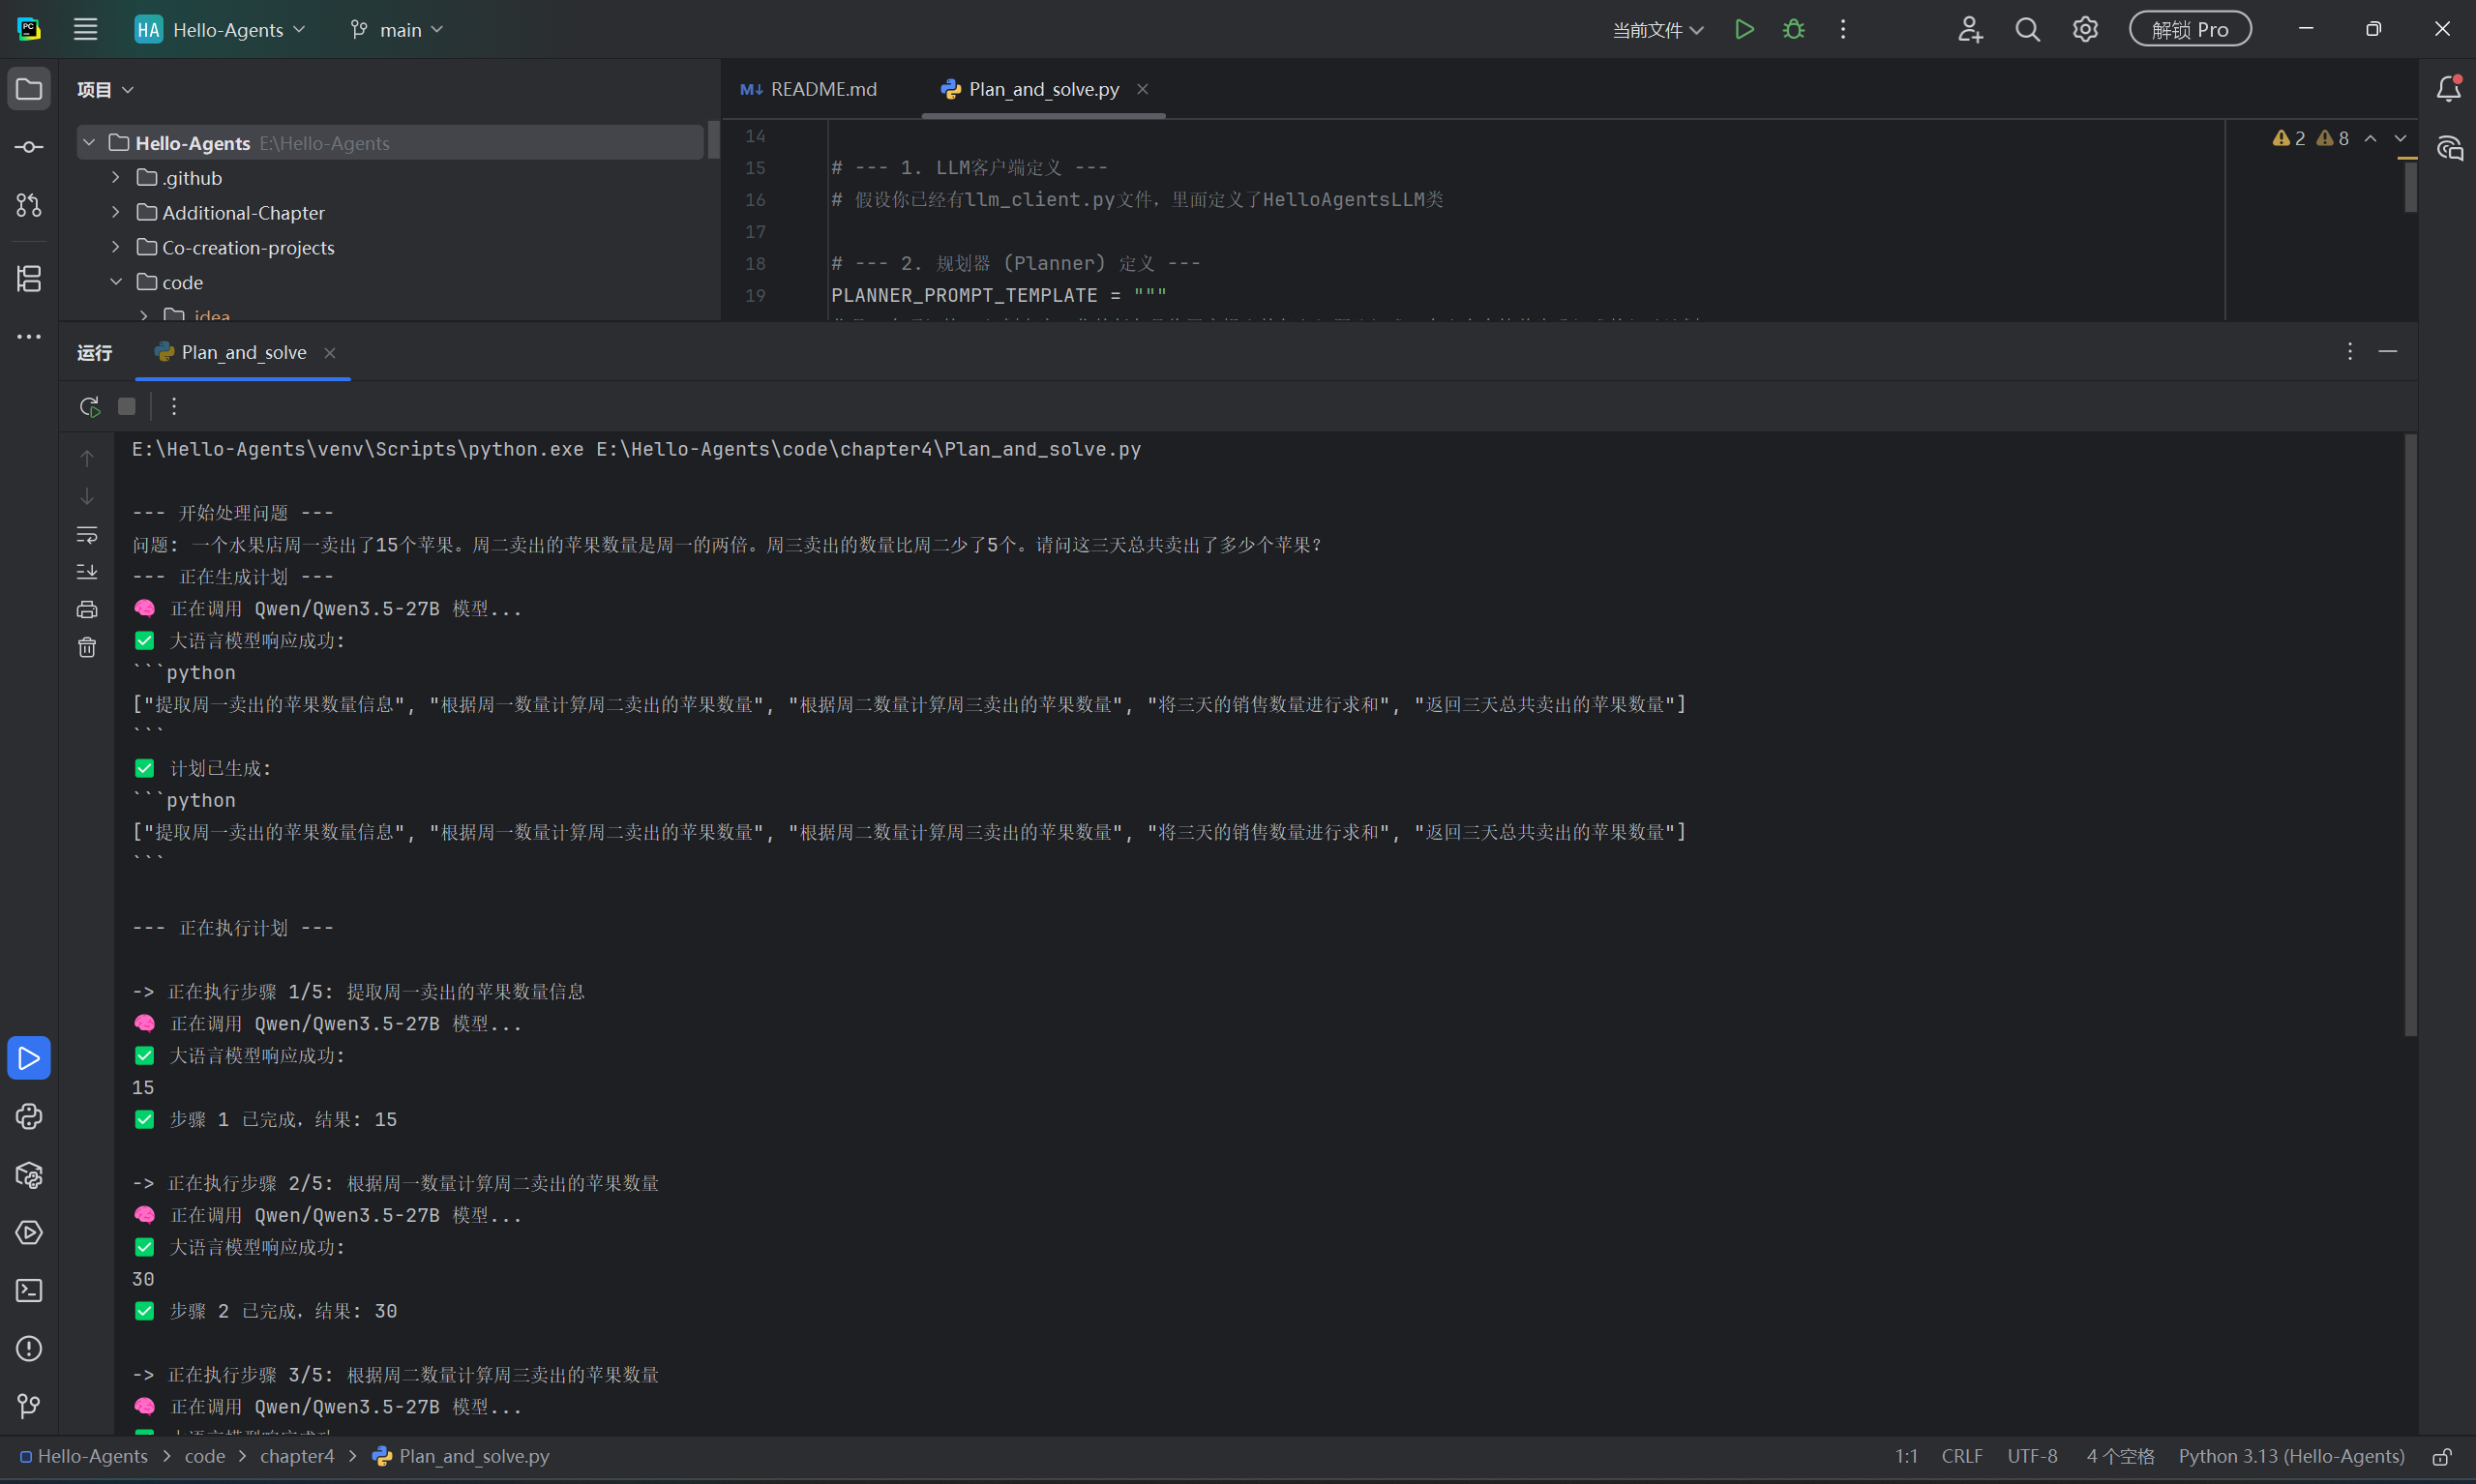 PC
HA Hello-Agents
main
当前文件
解锁 Pro
项目
README.md
Plan_and_solve.py
Hello-Agents E:\Hello-Agents
.github
Additional-Chapter
Co-creation-projects
code
.idea
14
15 # --- 1. LLM客户端定义 ---
16 # 假设你已经有llm_client.py文件，里面定义了HelloAgentsLLM类
17
18 # --- 2. 规划器 (Planner) 定义 ---
19 PLANNER_PROMPT_TEMPLATE = """
2 8
运行 Plan_and_solve
E:\Hello-Agents\venv\Scripts\python.exe E:\Hello-Agents\code\chapter4\Plan_and_solve.py
--- 开始处理问题 ---
问题: 一个水果店周一卖出了15个苹果。周二卖出的苹果数量是周一的两倍。周三卖出的数量比周二少了5个。请问这三天总共卖出了多少个苹果?
--- 正在生成计划 ---
🧠 正在调用 Qwen/Qwen3.5-27B 模型...
✅ 大语言模型响应成功:
```python
["提取周一卖出的苹果数量信息", "根据周一数量计算周二卖出的苹果数量", "根据周二数量计算周三卖出的苹果数量", "将三天的销售数量进行求和", "返回三天总共卖出的苹果数量"]
```
✅ 计划已生成:
```python
["提取周一卖出的苹果数量信息", "根据周一数量计算周二卖出的苹果数量", "根据周二数量计算周三卖出的苹果数量", "将三天的销售数量进行求和", "返回三天总共卖出的苹果数量"]
```
--- 正在执行计划 ---
-> 正在执行步骤 1/5: 提取周一卖出的苹果数量信息
🧠 正在调用 Qwen/Qwen3.5-27B 模型...
✅ 大语言模型响应成功:
15
✅ 步骤 1 已完成，结果: 15
-> 正在执行步骤 2/5: 根据周一数量计算周二卖出的苹果数量
🧠 正在调用 Qwen/Qwen3.5-27B 模型...
✅ 大语言模型响应成功:
30
✅ 步骤 2 已完成，结果: 30
-> 正在执行步骤 3/5: 根据周二数量计算周三卖出的苹果数量
🧠 正在调用 Qwen/Qwen3.5-27B 模型...
Hello-Agents > code > chapter4 > Plan_and_solve.py
1:1 CRLF UTF-8 4 个空格 Python 3.13 (Hello-Agents)